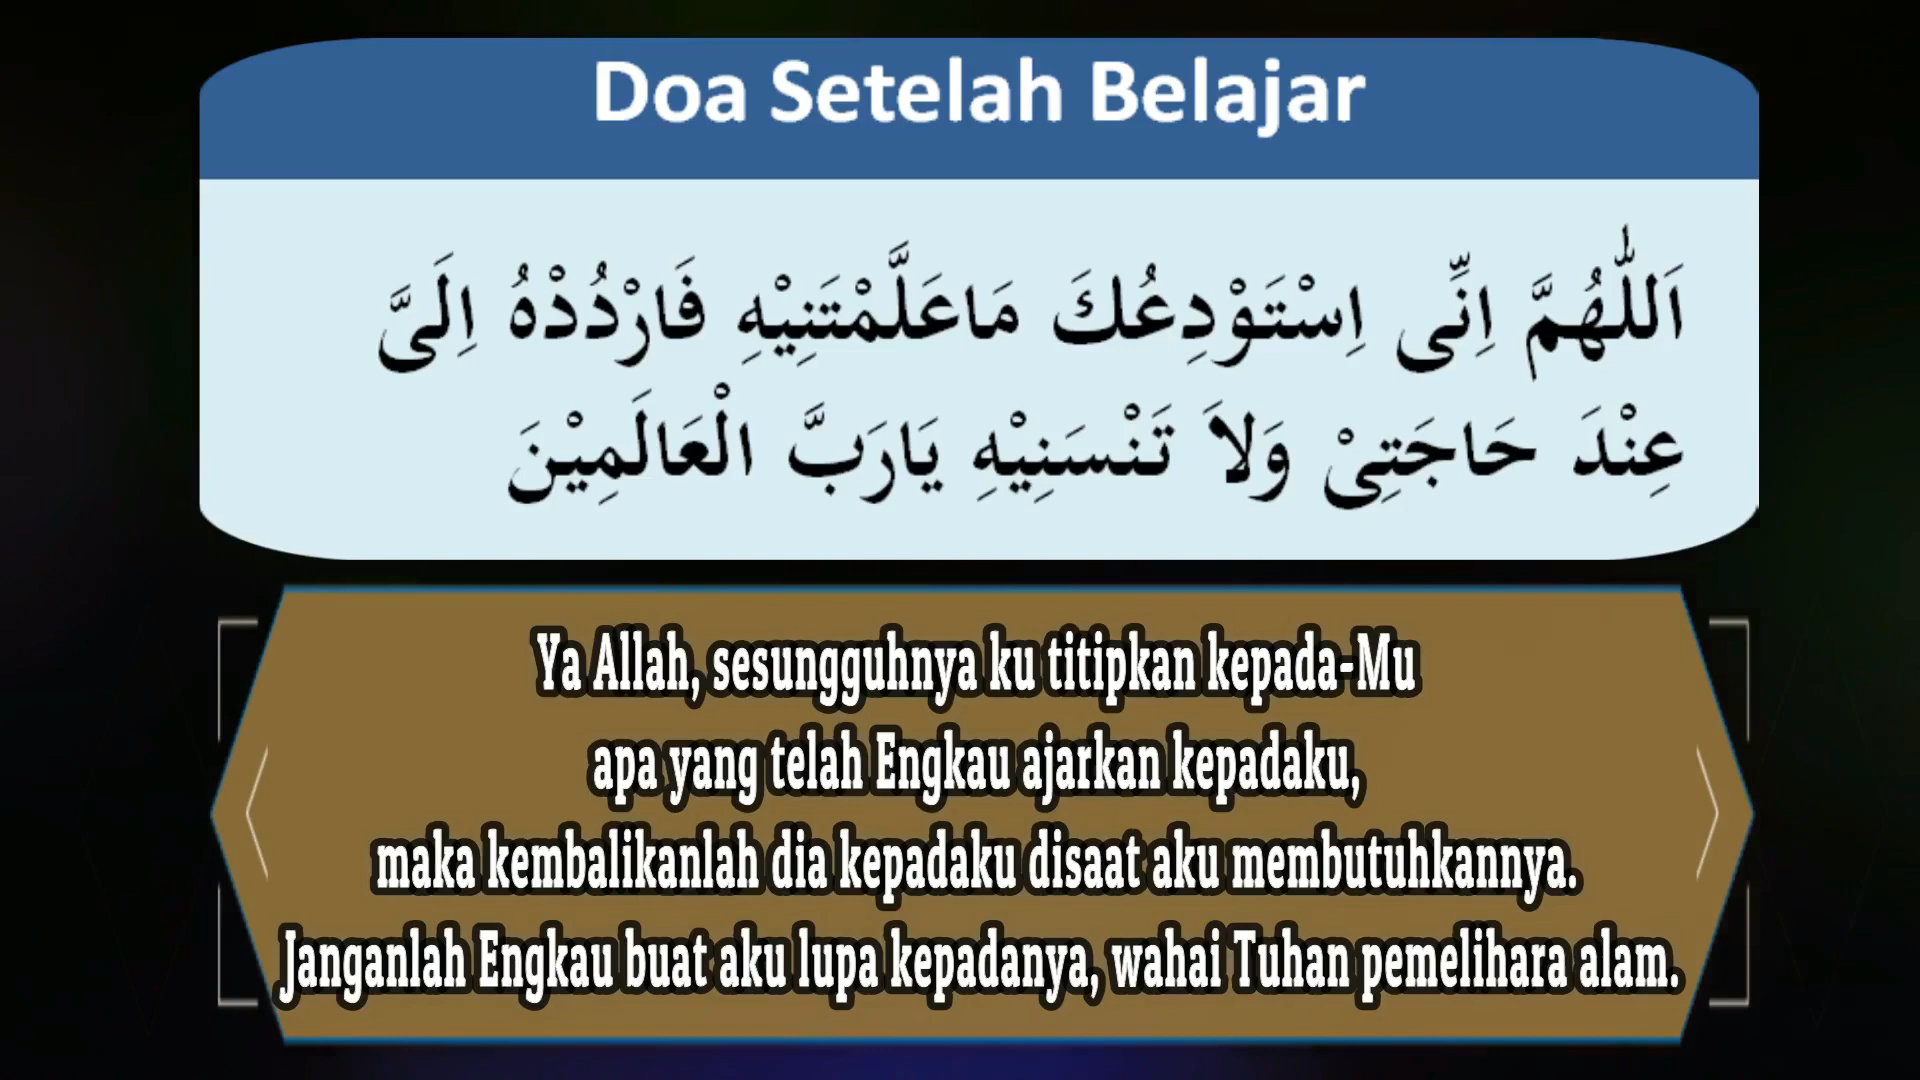 Doa Setelah Belajar
اَللّٰهُمَّ اِنِّى اِسْتَوْدِعُكَ مَاعَلَّمْتَنِيْهِ فَارْدُدْهُ اِلَىَّ
عِنْدَ حَاجَتِىْ وَلاَ تَنْسَنِيْهِ يَارَبَّ الْعَالَمِيْنَ
Ya Allah, sesungguhnya ku titipkan kepada-Mu
apa yang telah Engkau ajarkan kepadaku,
maka kembalikanlah dia kepadaku disaat aku membutuhkannya.
Janganlah Engkau buat aku lupa kepadanya, wahai Tuhan pemelihara alam.